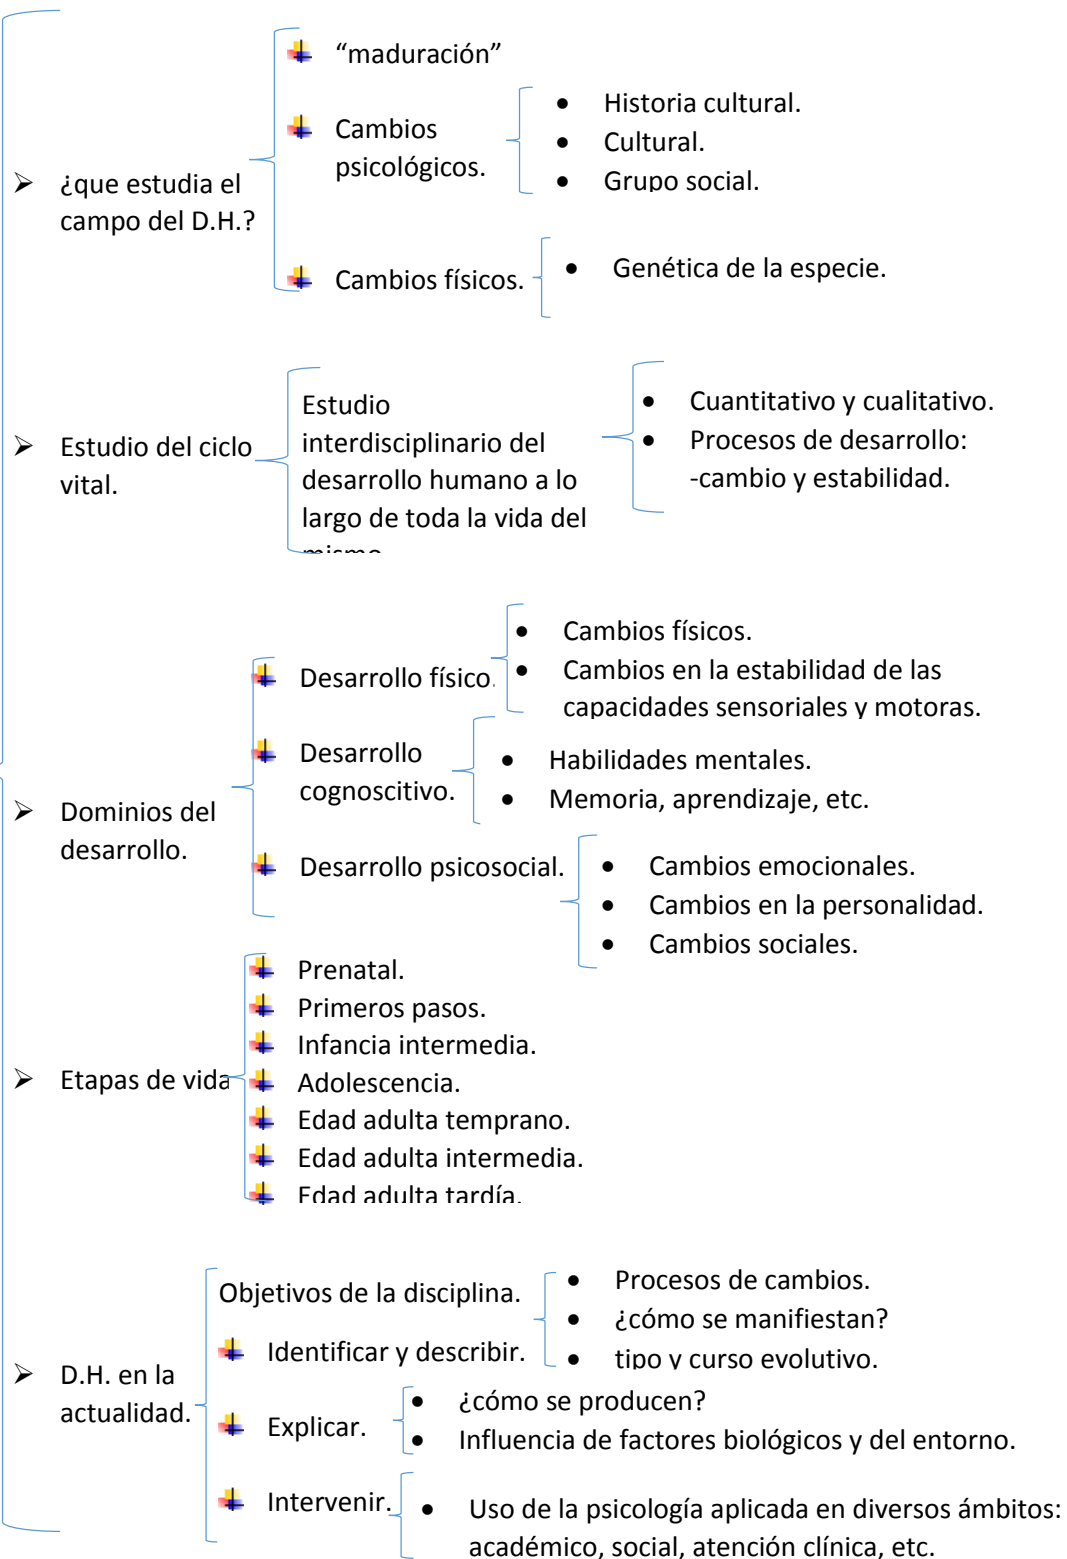 ¿que estudia el
campo del D.H.?
“maduración”
Cambios
psicológicos.
Historia cultural.
Cultural.
Grupo social.
Cambios físicos.
Genética de la especie.
Estudio del ciclo
vital.
Estudio
interdisciplinario del
desarrollo humano a lo
largo de toda la vida del
mismo
Cuantitativo y cualitativo.
Procesos de desarrollo:
-cambio y estabilidad.
Dominios del
desarrollo.
Desarrollo físico.
Cambios físicos.
Cambios en la estabilidad de las
capacidades sensoriales y motoras.
Desarrollo
cognoscitivo.
Habilidades mentales.
Memoria, aprendizaje, etc.
Desarrollo psicosocial.
Cambios emocionales.
Cambios en la personalidad.
Cambios sociales.
Etapas de vida
Prenatal.
Primeros pasos.
Infancia intermedia.
Adolescencia.
Edad adulta temprano.
Edad adulta intermedia.
Edad adulta tardía.
D.H. en la
actualidad.
Objetivos de la disciplina.
Identificar y describir.
Procesos de cambios.
¿cómo se manifiestan?
tipo y curso evolutivo.
Explicar.
¿cómo se producen?
Influencia de factores biológicos y del entorno.
Intervenir.
Uso de la psicología aplicada en diversos ámbitos:
académico, social, atención clínica, etc.